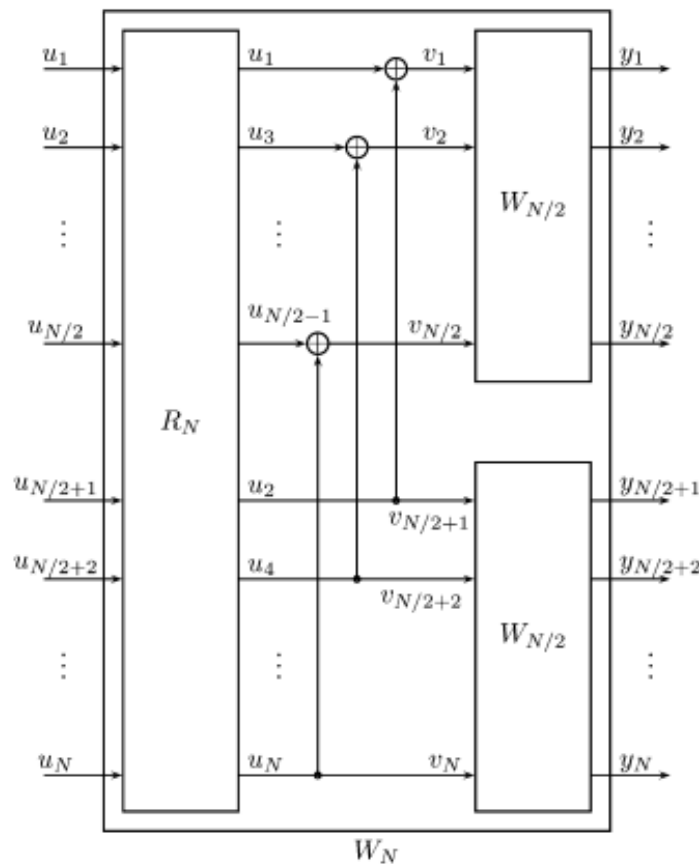 u_1 u_1 v_1 y_1
u_2 u_3 v_2 y_2
⋮ ⋮ W_{N/2} ⋮
u_{N/2} u_{N/2−1} v_{N/2} y_{N/2}
R_N
u_{N/2+1} u_2 v_{N/2+1} y_{N/2+1}
u_{N/2+2} u_4 v_{N/2+2} y_{N/2+2}
⋮ ⋮ W_{N/2} ⋮
u_N u_N v_N y_N
W_N